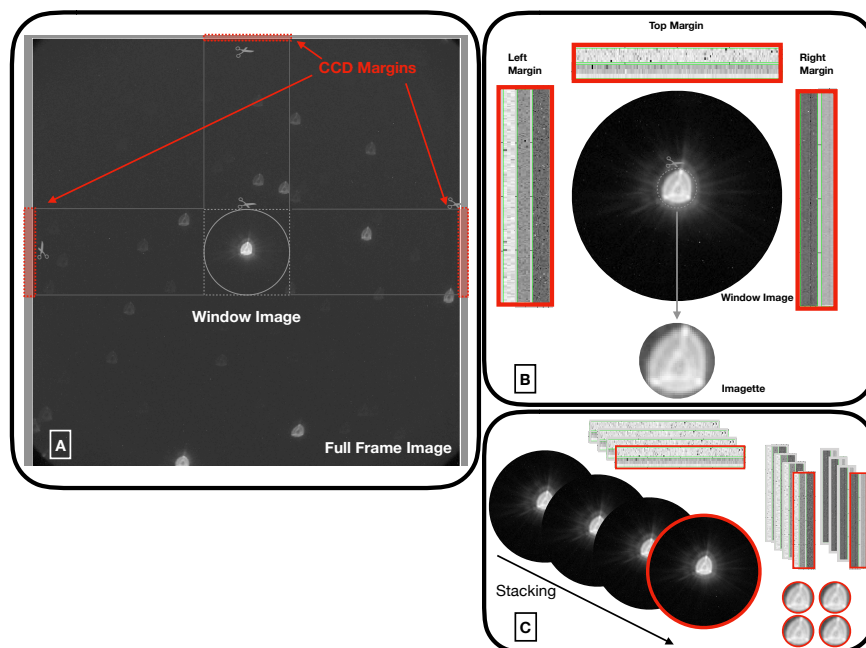 CCD Margins
Window Image
A
Full Frame Image
Top Margin
Left
Margin
Right
Margin
Window Image
B
Imagette
Stacking
C